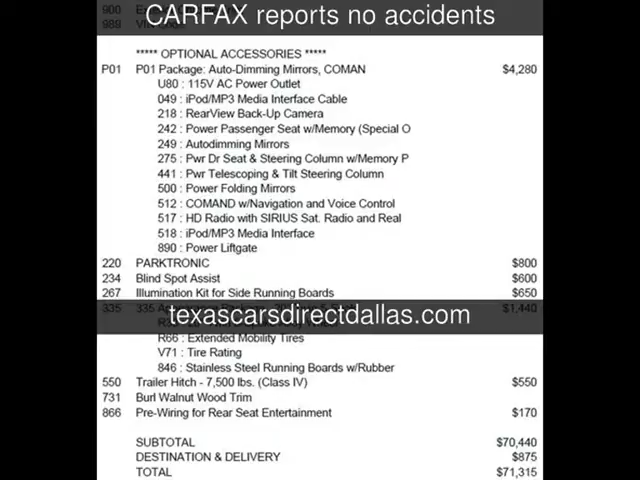 CARFAX reports no accidents
900
989
***** OPTIONAL ACCESSORIES *****
P01 P01 Package: Auto-Dimming Mirrors, COMAN $4,280
U80 : 115V AC Power Outlet
049 : iPod/MP3 Media Interface Cable
218 : RearView Back-Up Camera
242 : Power Passenger Seat w/Memory (Special O
249 : Autodimming Mirrors
275 : Pwr Dr Seat & Steering Column w/Memory P
441 : Pwr Telescoping & Tilt Steering Column
500 : Power Folding Mirrors
512 : COMAND w/Navigation and Voice Control
517 : HD Radio with SIRIUS Sat. Radio and Real
518 : iPod/MP3 Media Interface
890 : Power Liftgate
220 PARKTRONIC $800
234 Blind Spot Assist $600
267 Illumination Kit for Side Running Boards $650
335 335 $1,440
texascarsdirectdallas.com
R66 : Extended Mobility Tires
V71 : Tire Rating
846 : Stainless Steel Running Boards w/Rubber
550 Trailer Hitch - 7,500 lbs. (Class IV) $550
731 Burl Walnut Wood Trim
866 Pre-Wiring for Rear Seat Entertainment $170
SUBTOTAL $70,440
DESTINATION & DELIVERY $875
TOTAL $71,315